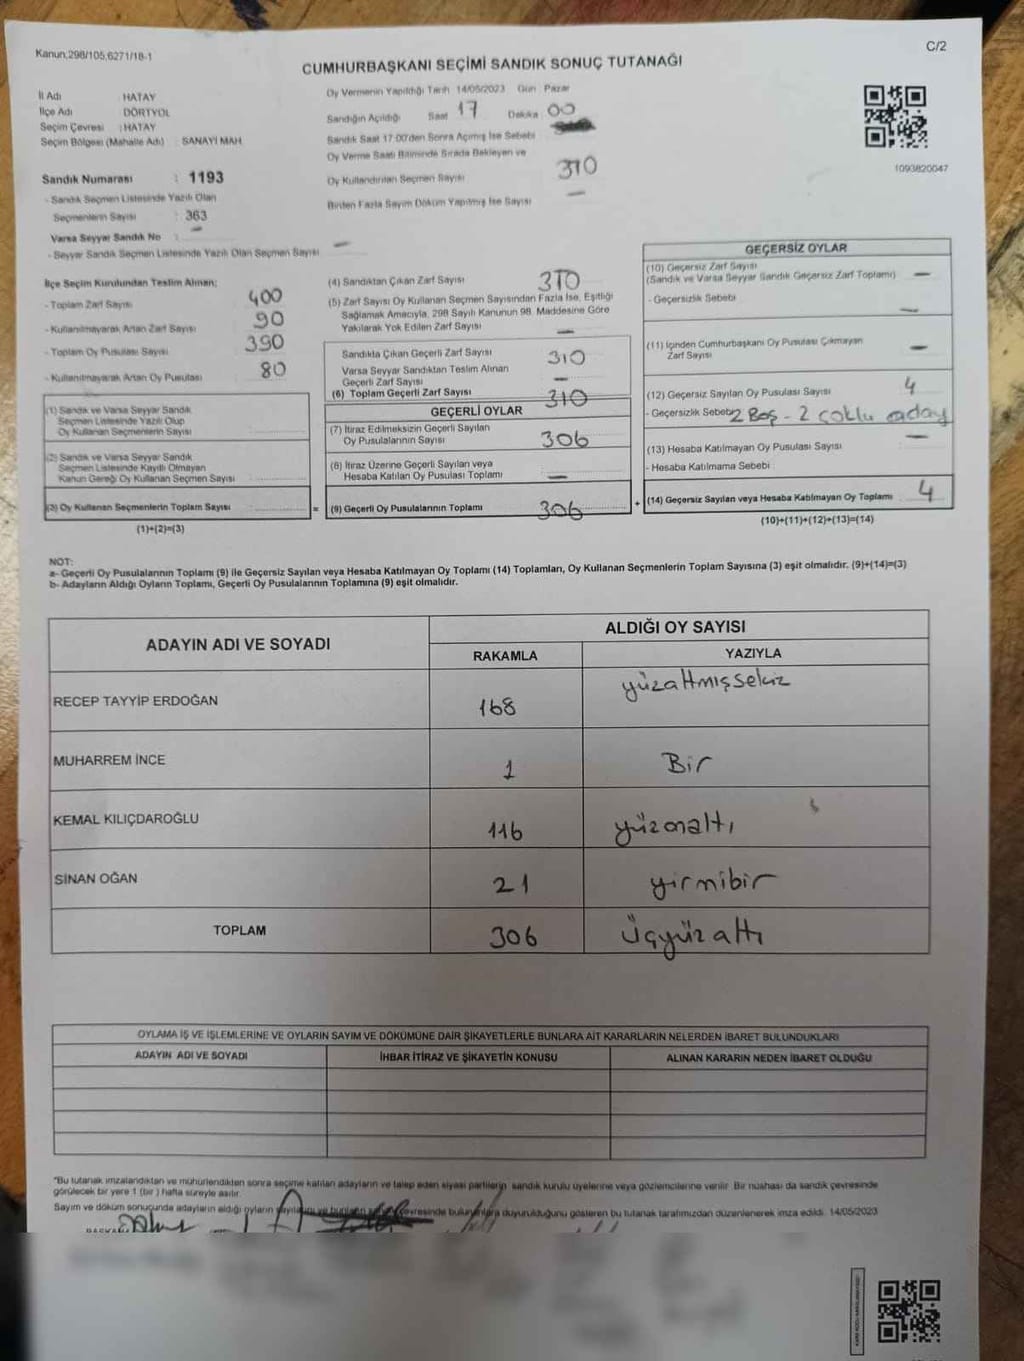 Kanun;298/105,6271/18-1
C/2
CUMHURBAŞKANI SEÇİMİ SANDIK SONUÇ TUTANAĞI
İl Adı : HATAY
İlçe Adı : DÖRTYOL
Seçim Çevresi : HATAY
Seçim Bölgesi (Mahalle Adı) : SANAYİ MAH
Sandık Numarası : 1193
- Sandık Seçmen Listesinde Yazılı Olan
Seçmenlerin Sayısı : 363
Varsa Seyyar Sandık No : —
- Seyyar Sandık Seçmen Listesinde Yazılı Olan Seçmen Sayısı : —
Oy Vermenin Yapıldığı Tarih 14/05/2023 Gün Pazar
Sandığın Açıldığı Saat 17 Dakika 00
Sandık Saat 17:00'den Sonra Açılmış İse Sebebi
Oy Verme Saati Bitiminde Sırada Bekleyen ve
Oy Kullandırılan Seçmen Sayısı 310
Birden Fazla Sayım Döküm Yapılmış İse Sayısı —
1093820047
İlçe Seçim Kurulundan Teslim Alınan;
- Toplam Zarf Sayısı 400
- Kullanılmayarak Artan Zarf Sayısı 90
- Toplam Oy Pusulası Sayısı 390
- Kullanılmayarak Artan Oy Pusulası 80
(1) Sandık ve Varsa Seyyar Sandık
Seçmen Listesinde Yazılı Olup
Oy Kullanan Seçmenlerin Sayısı
(2) Sandık ve Varsa Seyyar Sandık
Seçmen Listesinde Kayıtlı Olmayan
Kanun Gereği Oy Kullanan Seçmen Sayısı
(3) Oy Kullanan Seçmenlerin Toplam Sayısı =
(1)+(2)=(3)
(4) Sandıktan Çıkan Zarf Sayısı 310
(5) Zarf Sayısı Oy Kullanan Seçmen Sayısından Fazla İse, Eşitliği
Sağlamak Amacıyla, 298 Sayılı Kanunun 98. Maddesine Göre
Yakılarak Yok Edilen Zarf Sayısı —
Sandıkta Çıkan Geçerli Zarf Sayısı 310
Varsa Seyyar Sandıktan Teslim Alınan
Geçerli Zarf Sayısı —
(6) Toplam Geçerli Zarf Sayısı 310
GEÇERLİ OYLAR
(7) İtiraz Edilmeksizin Geçerli Sayılan
Oy Pusulalarının Sayısı 306
(8) İtiraz Üzerine Geçerli Sayılan veya
Hesaba Katılan Oy Pusulası Toplamı —
(9) Geçerli Oy Pusulalarının Toplamı 306 +
GEÇERSİZ OYLAR
(10) Geçersiz Zarf Sayısı
(Sandık ve Varsa Seyyar Sandık Geçersiz Zarf Toplamı) —
- Geçersizlik Sebebi —
(11) İçinden Cumhurbaşkanı Oy Pusulası Çıkmayan
Zarf Sayısı —
(12) Geçersiz Sayılan Oy Pusulası Sayısı 4
- Geçersizlik Sebebi 2 Boş - 2 çoklu aday
(13) Hesaba Katılmayan Oy Pusulası Sayısı —
- Hesaba Katılmama Sebebi
(14) Geçersiz Sayılan veya Hesaba Katılmayan Oy Toplamı 4
(10)+(11)+(12)+(13)=(14)
NOT:
a- Geçerli Oy Pusulalarının Toplamı (9) ile Geçersiz Sayılan veya Hesaba Katılmayan Oy Toplamı (14) Toplamları, Oy Kullanan Seçmenlerin Toplam Sayısına (3) eşit olmalıdır. (9)+(14)=(3)
b- Adayların Aldığı Oyların Toplamı, Geçerli Oy Pusulalarının Toplamına (9) eşit olmalıdır.
ADAYIN ADI VE SOYADI
ALDIĞI OY SAYISI
RAKAMLA YAZIYLA
RECEP TAYYİP ERDOĞAN 168 yüzaltmışsekiz
MUHARREM İNCE 1 Bir
KEMAL KILIÇDAROĞLU 116 yüzonaltı
SİNAN OĞAN 21 yirmibir
TOPLAM 306 Üçyüzaltı
OYLAMA İŞ VE İŞLEMLERİNE VE OYLARIN SAYIM VE DÖKÜMÜNE DAİR ŞİKAYETLERLE BUNLARA AİT KARARLARIN NELERDEN İBARET BULUNDUKLARI
ADAYIN ADI VE SOYADI İHBAR İTİRAZ VE ŞİKAYETİN KONUSU ALINAN KARARIN NEDEN İBARET OLDUĞU
"Bu tutanak imzalandıktan ve mühürlendikten sonra seçime katılan adayların ve talep eden siyasi partilerin sandık kurulu üyelerine veya gözlemcilerine verilir. Bir nüshası da sandık çevresinde
görülecek bir yere 1 (bir) hafta süreyle asılır.
Sayım ve döküm sonucunda adayların aldığı oyların sayıları ve bunların sandık çevresinde bulunanlara duyurulduğunu gösteren bu tutanak tarafımızdan düzenlenerek imza edildi. 14/05/2023